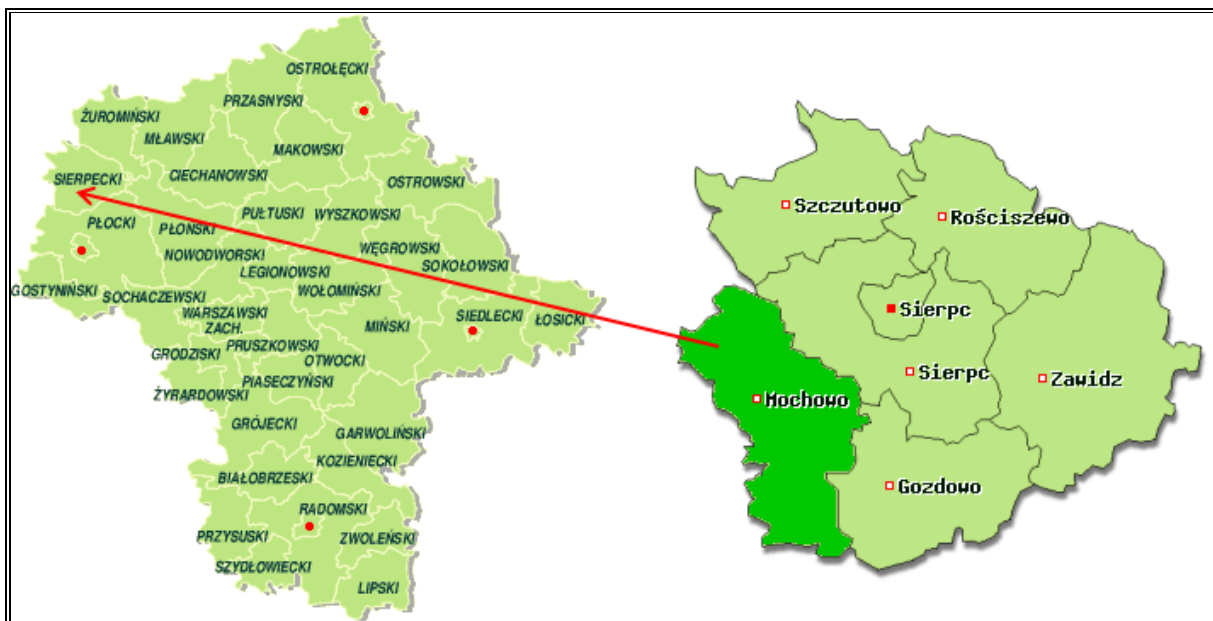 OSTROŁĘCKI
PRZASNYSKI
ŻUROMIŃSKI
MŁAWSKI
MAKOWSKI
SIERPECKI
CIECHANOWSKI
OSTROWSKI
PŁOCKI
PŁOŃSKI
PUŁTUSKI
WYSZKOWSKI
NOWODWORSKI
WĘGROWSKI
SOKOŁOWSKI
LEGIONOWSKI
GOSTYNIŃSKI
SOCHACZEWSKI
WOŁOMIŃSKI
WARSZAWSKI
ZACH.
MIŃSKI
SIEDLECKI
ŁOSICKI
GRODZISKI
PRUSZKOWSKI
OTWOCKI
PIASECZYŃSKI
ŻYRARDOWSKI
GRÓJECKI
GARWOLIŃSKI
KOZIENIECKI
BIAŁOBRZESKI
RADOMSKI
PRZYSUSKI
ZWOLEŃSKI
SZYDŁOWIECKI
LIPSKI
Szczutowo
Rościszewo
Sierpc
Sierpc
Zawidz
Mochowo
Gozdowo